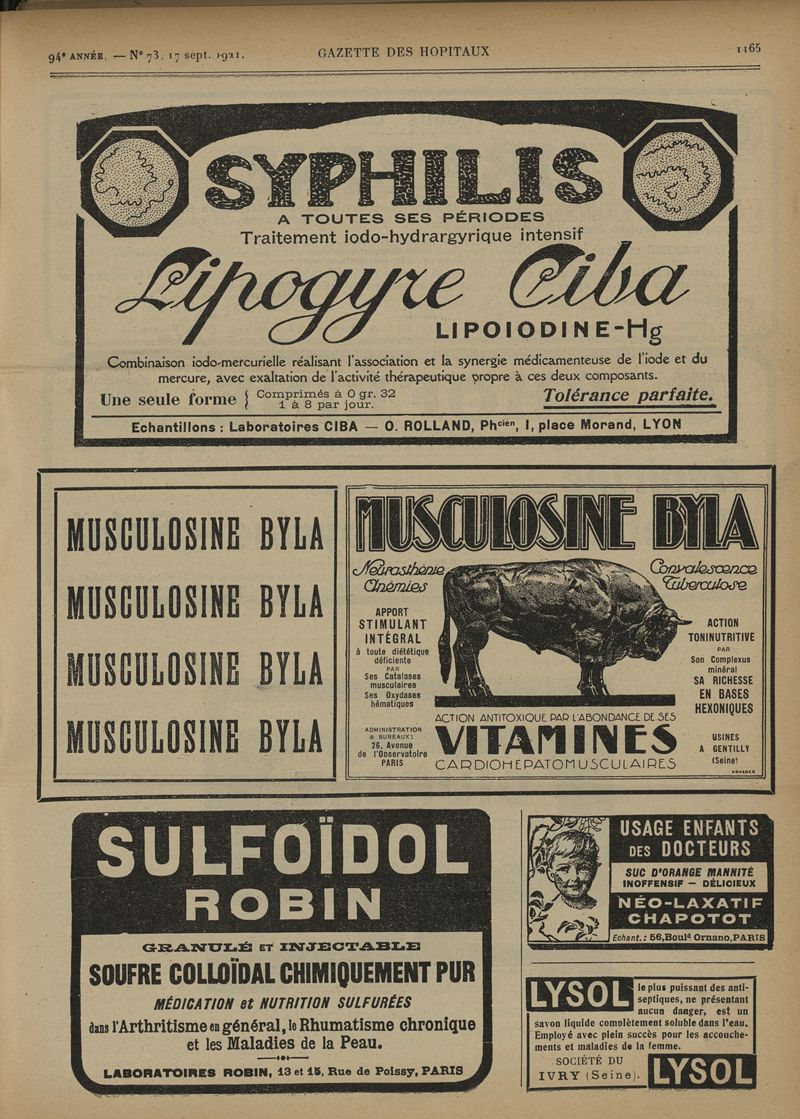 94e ANNÉE. — No 73. 17 sept. 1921.
GAZETTE DES HOPITAUX
1165
SYPHILIS
A TOUTES SES PÉRIODES
Traitement iodo-hydrargyrique intensif
Lipogyre Ciba
LIPOIODINE-Hg
Combinaison iodo-mercurielle réalisant l'association et la synergie médicamenteuse de l'iode et du
mercure, avec exaltation de l'activité thérapeutique propre à ces deux composants.
Une seule forme { Comprimés à 0 gr. 32
1 à 8 par jour.
Tolérance parfaite.
Echantillons : Laboratoires CIBA — O. ROLLAND, Phcien, 1, place Morand, LYON
MUSCULOSINE BYLA
MUSCULOSINE BYLA
MUSCULOSINE BYLA
MUSCULOSINE BYLA
MUSCULOSINE BYLA
Neurasthénie
Anémies
Convalescence
Tuberculose
APPORT
STIMULANT
INTÉGRAL
à toute diététique
déficiente
PAR
Ses Catalases
musculaires
Ses Oxydases
hématiques
ADMINISTRATION
& BUREAUX :
26, Avenue
de l'Observatoire
PARIS
ACTION
TONINUTRITIVE
PAR
Son Complexus
minéral
SA RICHESSE
EN BASES
HEXONIQUES
USINES
A GENTILLY
(Seine)
ACTION ANTITOXIQUE PAR L'ABONDANCE DE SES
VITAMINES
CARDIOHEPATOMUSCULAIRES
SULFOÏDOL
ROBIN
GRANULÉ ET INJECTABLE
SOUFRE COLLOÏDAL CHIMIQUEMENT PUR
MÉDICATION et NUTRITION SULFURÉES
dans l'Arthritisme en général, le Rhumatisme chronique
et les Maladies de la Peau.
LABORATOIRES ROBIN, 13 et 15, Rue de Poissy, PARIS
USAGE ENFANTS
DES DOCTEURS
SUC D'ORANGE MANNITÉ
INOFFENSIF — DÉLICIEUX
NÉO-LAXATIF
CHAPOTOT
Echant. : 56, Bould Ornano, PARIS
LYSOL
le plus puissant des anti-
septiques, ne présentant
aucun danger, est un
savon liquide complètement soluble dans l'eau.
Employé avec plein succès pour les accouche-
ments et maladies de la femme.
SOCIÉTÉ DU
IVRY (Seine).
LYSOL